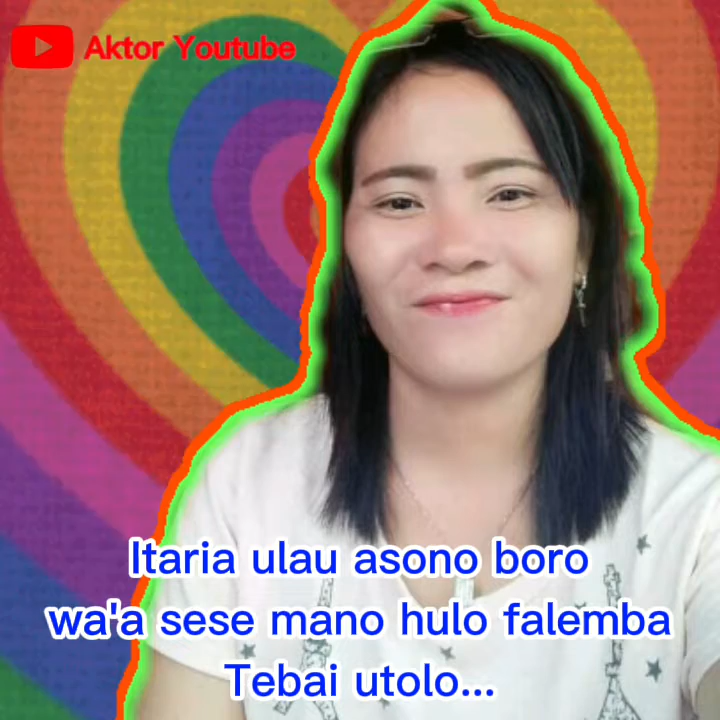 Aktor Youtube
Itaria ulau asono boro
wa'a sese mano hulo falemba
Tebai utolo...